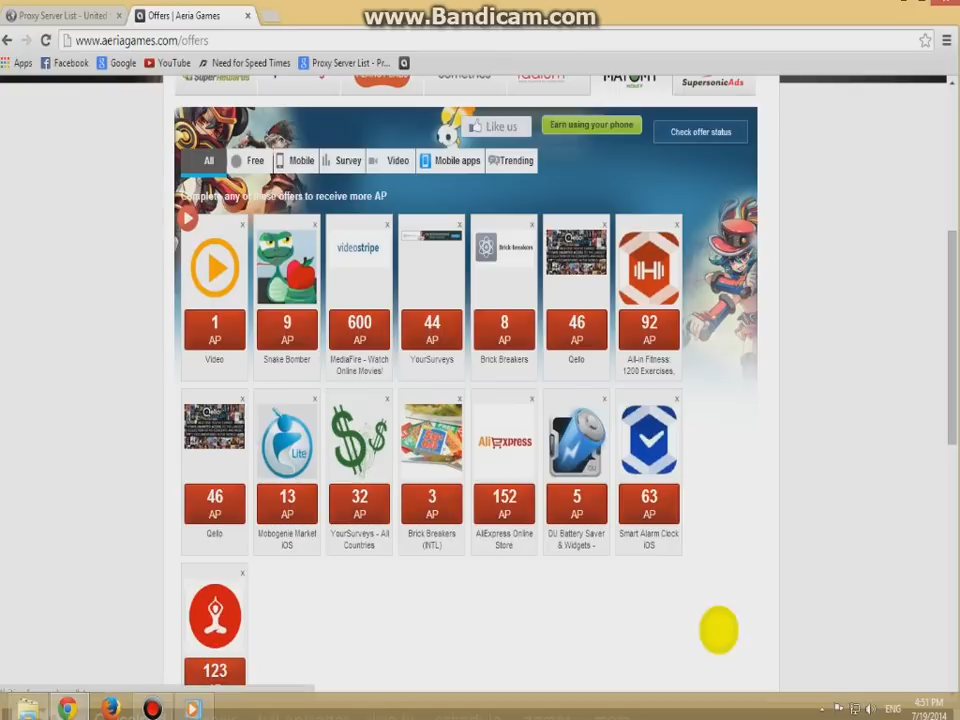 www.Bandicam.com
Proxy Server List - United
Offers | Aeria Games
www.aeriagames.com/offers
Apps
Facebook
Google
YouTube
Need for Speed Times
Proxy Server List - Pr...
MATOMY
SupersonicAds
Like us
Earn using your phone
Check offer status
All
Free
Mobile
Survey
Video
Mobile apps
Trending
Complete any of these offers to receive more AP
videostripe
Brick breakers
Qello
1
AP
9
AP
600
AP
44
AP
8
AP
46
AP
92
AP
Video
Snake Bomber
MediaFire - Watch
Online Movies!
YourSurveys
Brick Breakers
Qello
All-in Fitness:
1200 Exercises,
Qello
Lite
AliExpress
DU
46
AP
13
AP
32
AP
3
AP
152
AP
5
AP
63
AP
Qello
Mobogenie Market
iOS
YourSurveys - All
Countries
Brick Breakers
(INTL)
AliExpress Online
Store
DU Battery Saver
& Widgets -
Smart Alarm Clock
iOS
123
ENG
4:51 PM
7/19/2014